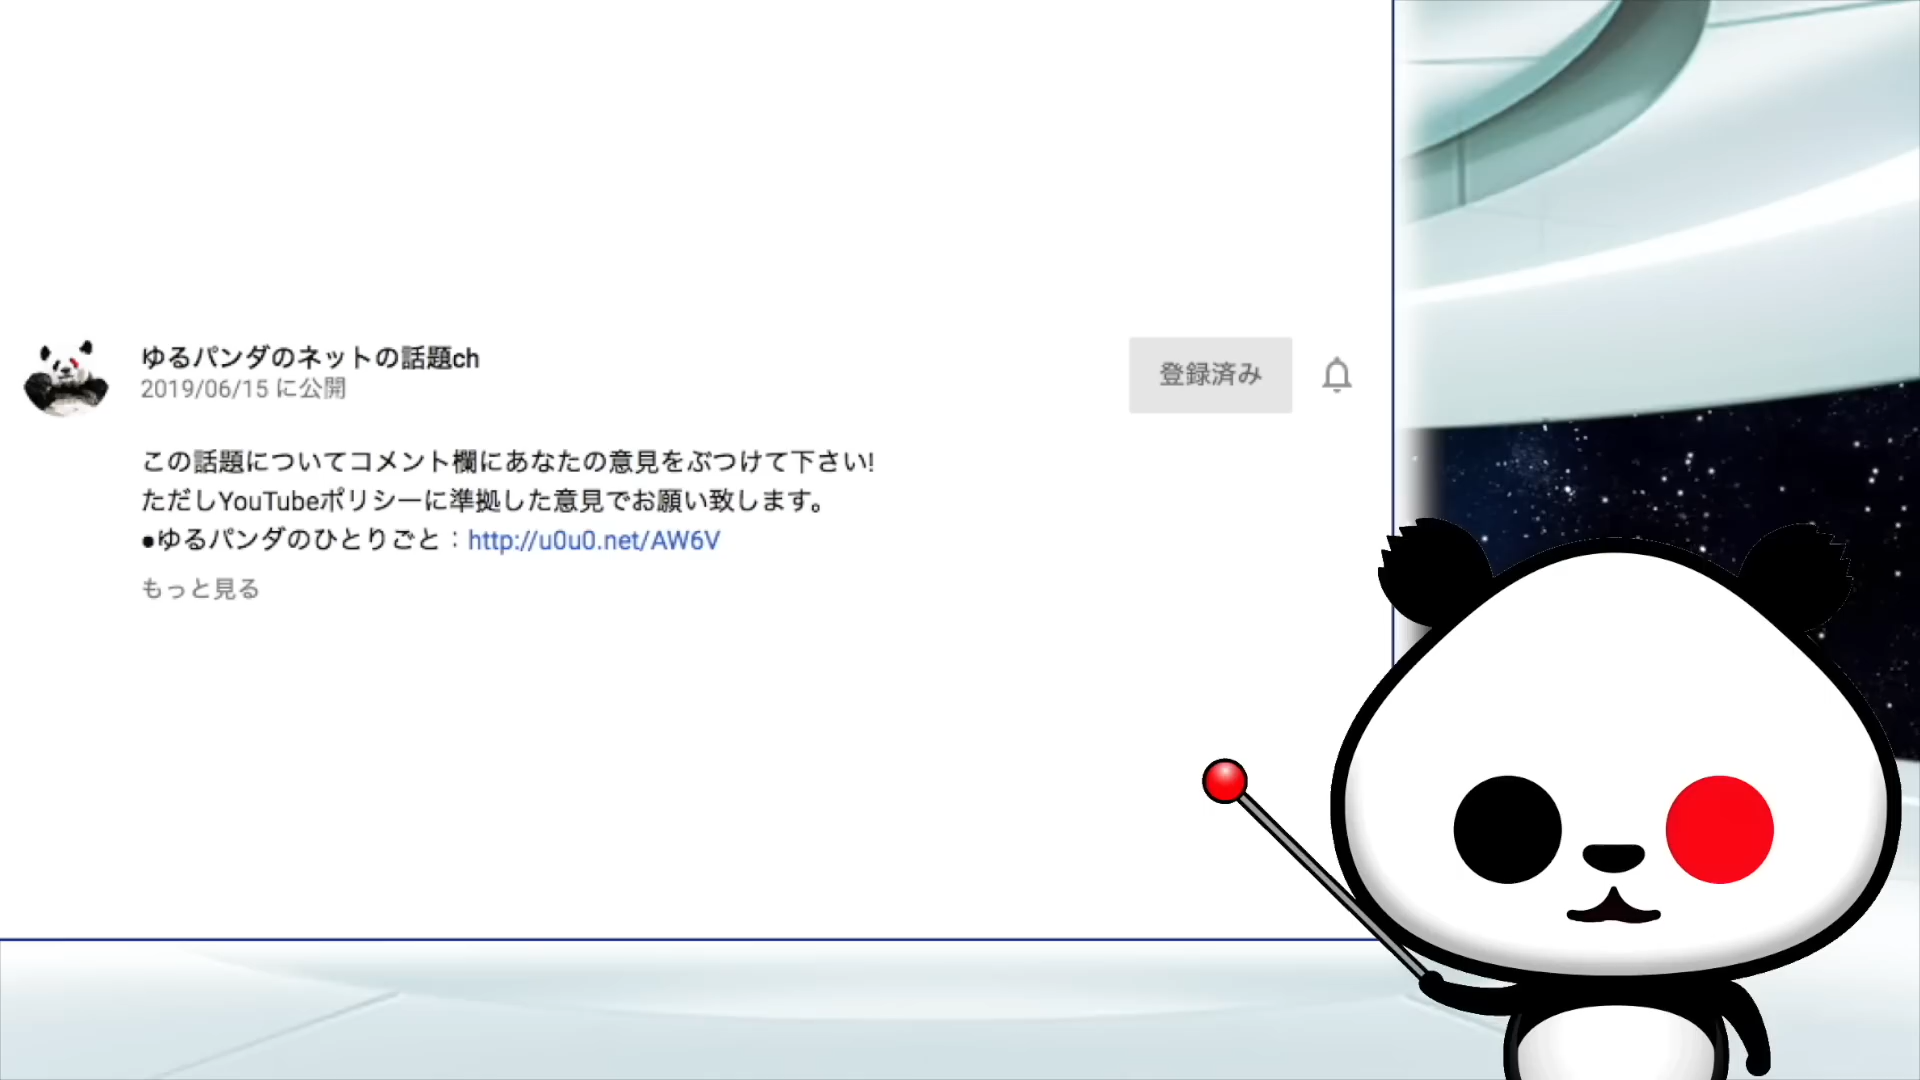 ゆるパンダのネットの話題ch
2019/06/15 に公開
登録済み
この話題についてコメント欄にあなたの意見をぶつけて下さい!
ただしYouTubeポリシーに準拠した意見でお願い致します。
●ゆるパンダのひとりごと：http://u0u0.net/AW6V
もっと見る